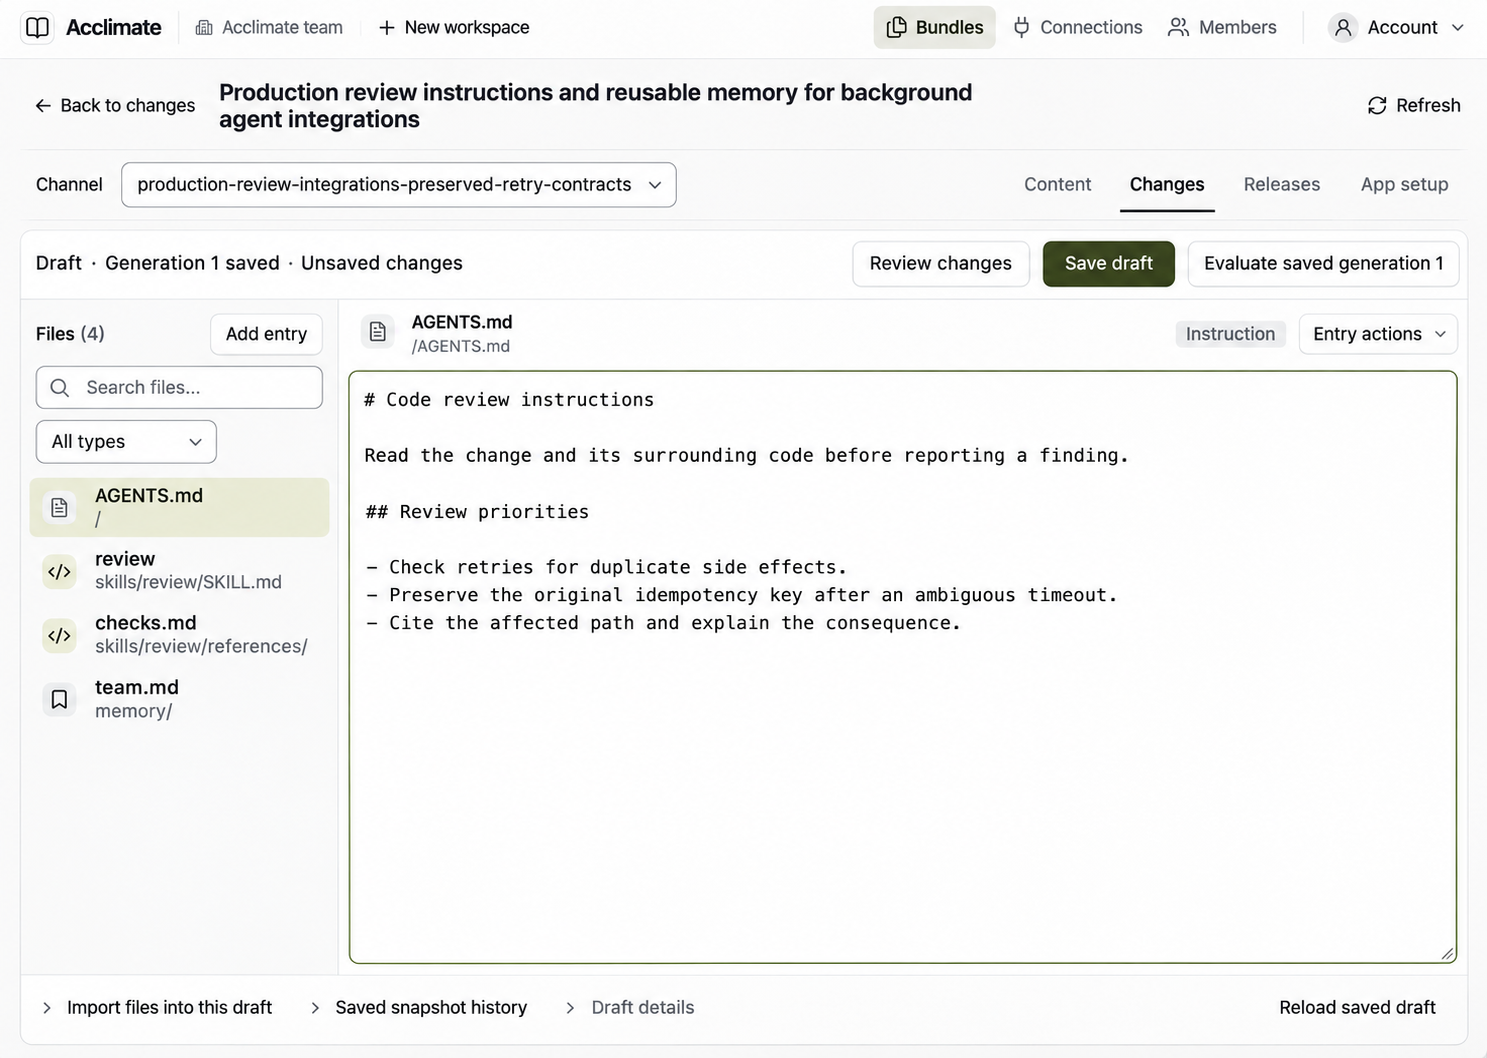 Acclimate
Acclimate team
New workspace
Bundles
Connections
Members
Account
Back to changes
Production review instructions and reusable memory for background
agent integrations
Refresh
Channel
production-review-integrations-preserved-retry-contracts
Content
Changes
Releases
App setup
Draft · Generation 1 saved · Unsaved changes
Review changes
Save draft
Evaluate saved generation 1
Files (4)
Add entry
Search files...
All types
AGENTS.md
/
review
skills/review/SKILL.md
checks.md
skills/review/references/
team.md
memory/
AGENTS.md
/AGENTS.md
Instruction
Entry actions
# Code review instructions
Read the change and its surrounding code before reporting a finding.
## Review priorities
- Check retries for duplicate side effects.
- Preserve the original idempotency key after an ambiguous timeout.
- Cite the affected path and explain the consequence.
Import files into this draft
Saved snapshot history
Draft details
Reload saved draft